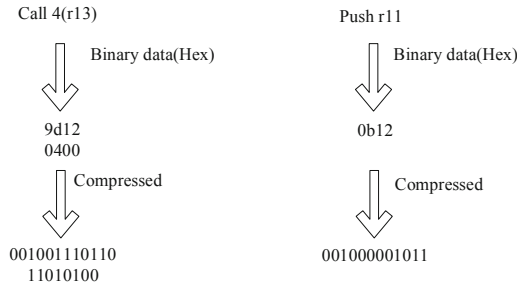 Call 4(r13)
Binary data(Hex)
9d12
0400
Compressed
001001110110
11010100
Push r11
Binary data(Hex)
0b12
Compressed
001000001011